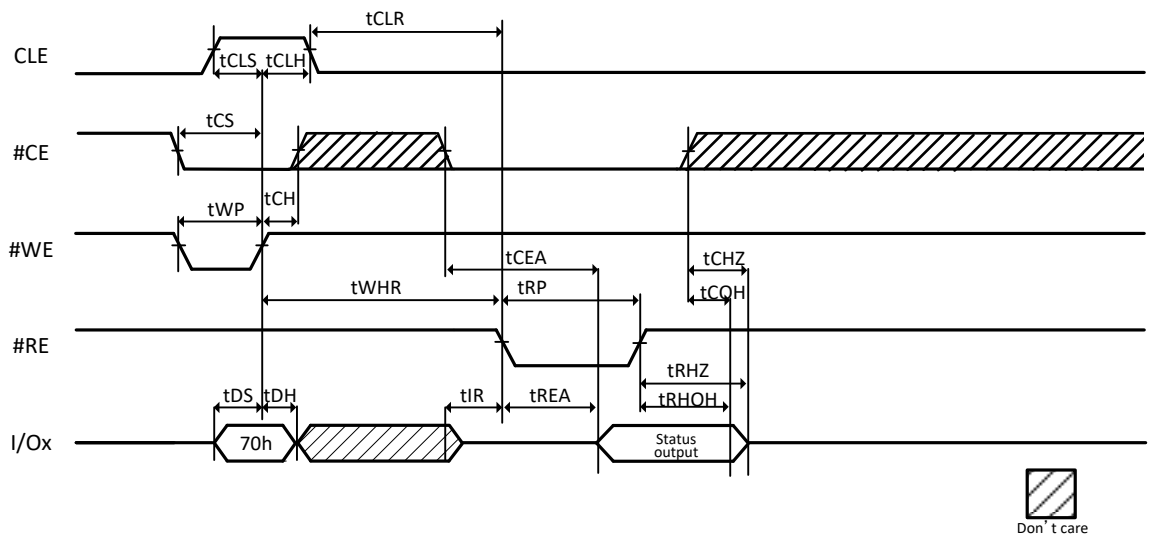 tCLR
CLE
tCLS tCLH
tCS
#CE
tCH
tWP
#WE
tCEA
tCHZ
tWHR
tRP
tCOH
#RE
tRHZ
tDS tDH
tIR
tREA
tRHOH
I/Ox
70h
Status
output
Don’t care